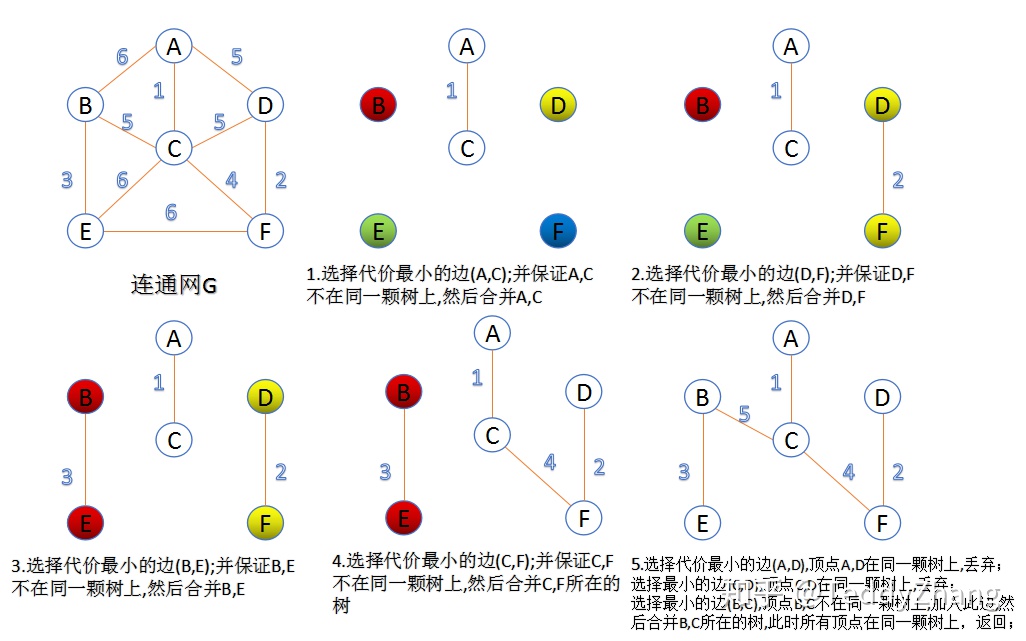 A
6
5
1
B
D
5
5
C
3
6
4
2
6
E
F
连通网G
A
1
B
D
C
E
F
1.选择代价最小的边(A,C);并保证A,C
不在同一颗树上,然后合并A,C
A
1
B
D
C
2
E
F
2.选择代价最小的边(D,F);并保证D,F
不在同一颗树上,然后合并D,F
A
1
B
D
C
3
2
E
F
3.选择代价最小的边(B,E);并保证B,E
不在同一颗树上,然后合并B,E
A
1
B
D
C
3
4
2
E
F
4.选择代价最小的边(C,F);并保证C,F
不在同一颗树上,然后合并C,F所在的
树
A
1
B
D
5
C
3
4
2
E
F
5.选择代价最小的边(A,D),顶点A,D在同一颗树上,丢弃;
选择最小的边(C,D),顶点C,D在同一颗树上,丢弃;
选择最小的边(B,C),顶点B,C不在同一颗树上,加入此边,然
后合并B,C所在的树,此时所有顶点在同一颗树上，返回;
知乎 @TeddyZhang